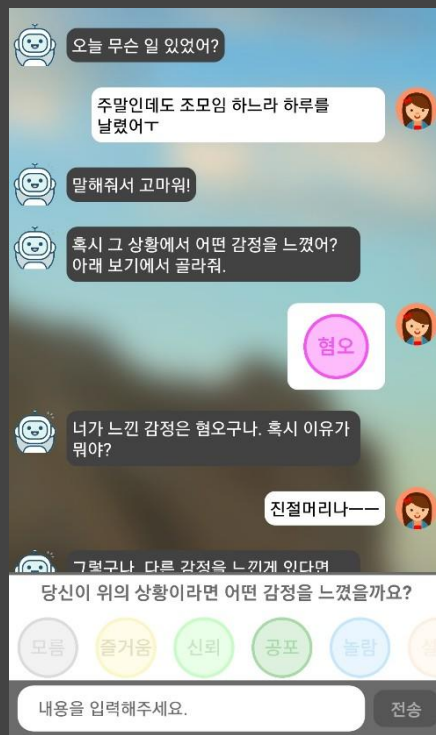 오늘 무슨 일 있었어?
주말인데도 조모임 하느라 하루를
날렸어ㅜ
말해줘서 고마워!
혹시 그 상황에서 어떤 감정을 느꼈어?
아래 보기에서 골라줘.
혐오
너가 느낀 감정은 혐오구나. 혹시 이유가
뭐야?
진절머리나ㅡㅡ
그렇구나. 다른 감정을 느낀게 있다면
당신이 위의 상황이라면 어떤 감정을 느꼈을까요?
모름 즐거움 신뢰 공포 놀람
내용을 입력해주세요.
전송